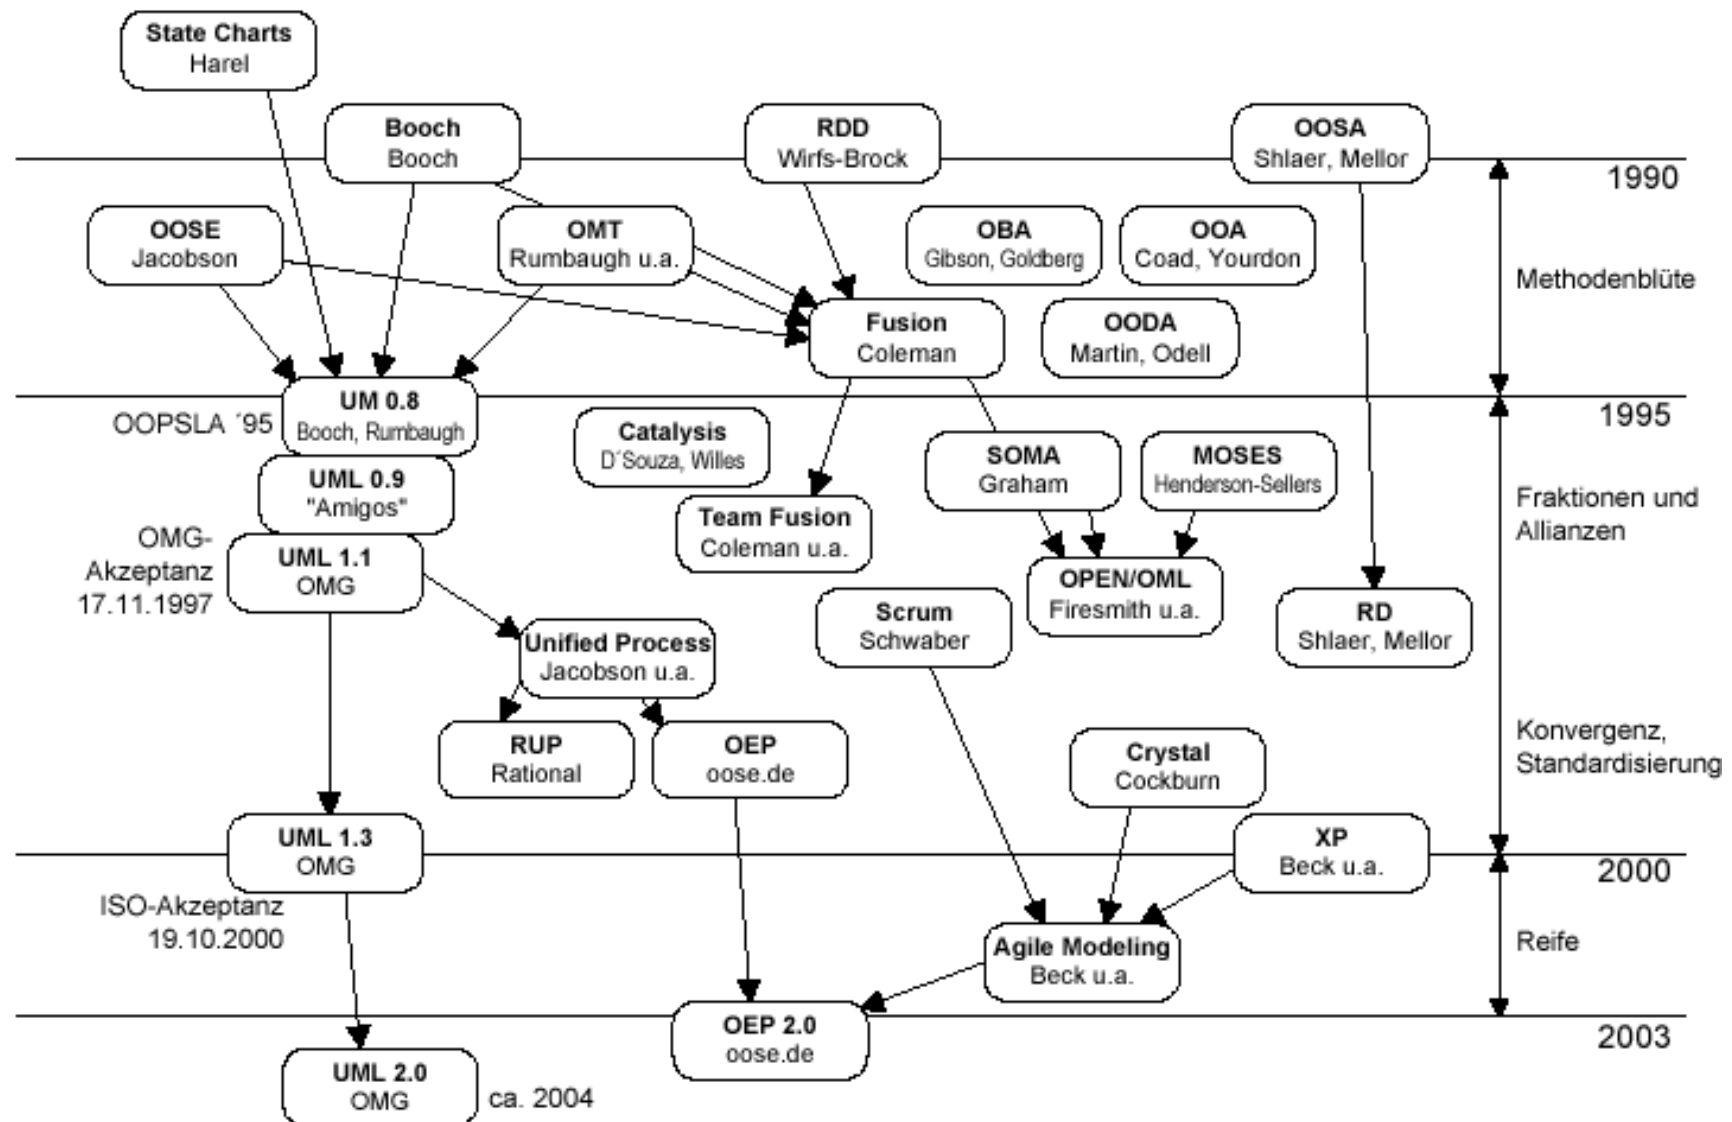 State Charts
Harel
Booch
Booch
RDD
Wirfs-Brock
OOSA
Shlaer, Mellor
1990
OOSE
Jacobson
OMT
Rumbaugh u.a.
OBA
Gibson, Goldberg
OOA
Coad, Yourdon
Methodenblüte
Fusion
Coleman
OODA
Martin, Odell
1995
OOPSLA ´95
UM 0.8
Booch, Rumbaugh
Catalysis
D´Souza, Willes
SOMA
Graham
MOSES
Henderson-Sellers
UML 0.9
"Amigos"
Team Fusion
Coleman u.a.
Fraktionen und
Allianzen
OMG-
Akzeptanz
17.11.1997
UML 1.1
OMG
OPEN/OML
Firesmith u.a.
Scrum
Schwaber
RD
Shlaer, Mellor
Unified Process
Jacobson u.a.
RUP
Rational
OEP
oose.de
Crystal
Cockburn
Konvergenz,
Standardisierung
UML 1.3
OMG
XP
Beck u.a.
2000
ISO-Akzeptanz
19.10.2000
Agile Modeling
Beck u.a.
Reife
OEP 2.0
oose.de
2003
UML 2.0
OMG
ca. 2004